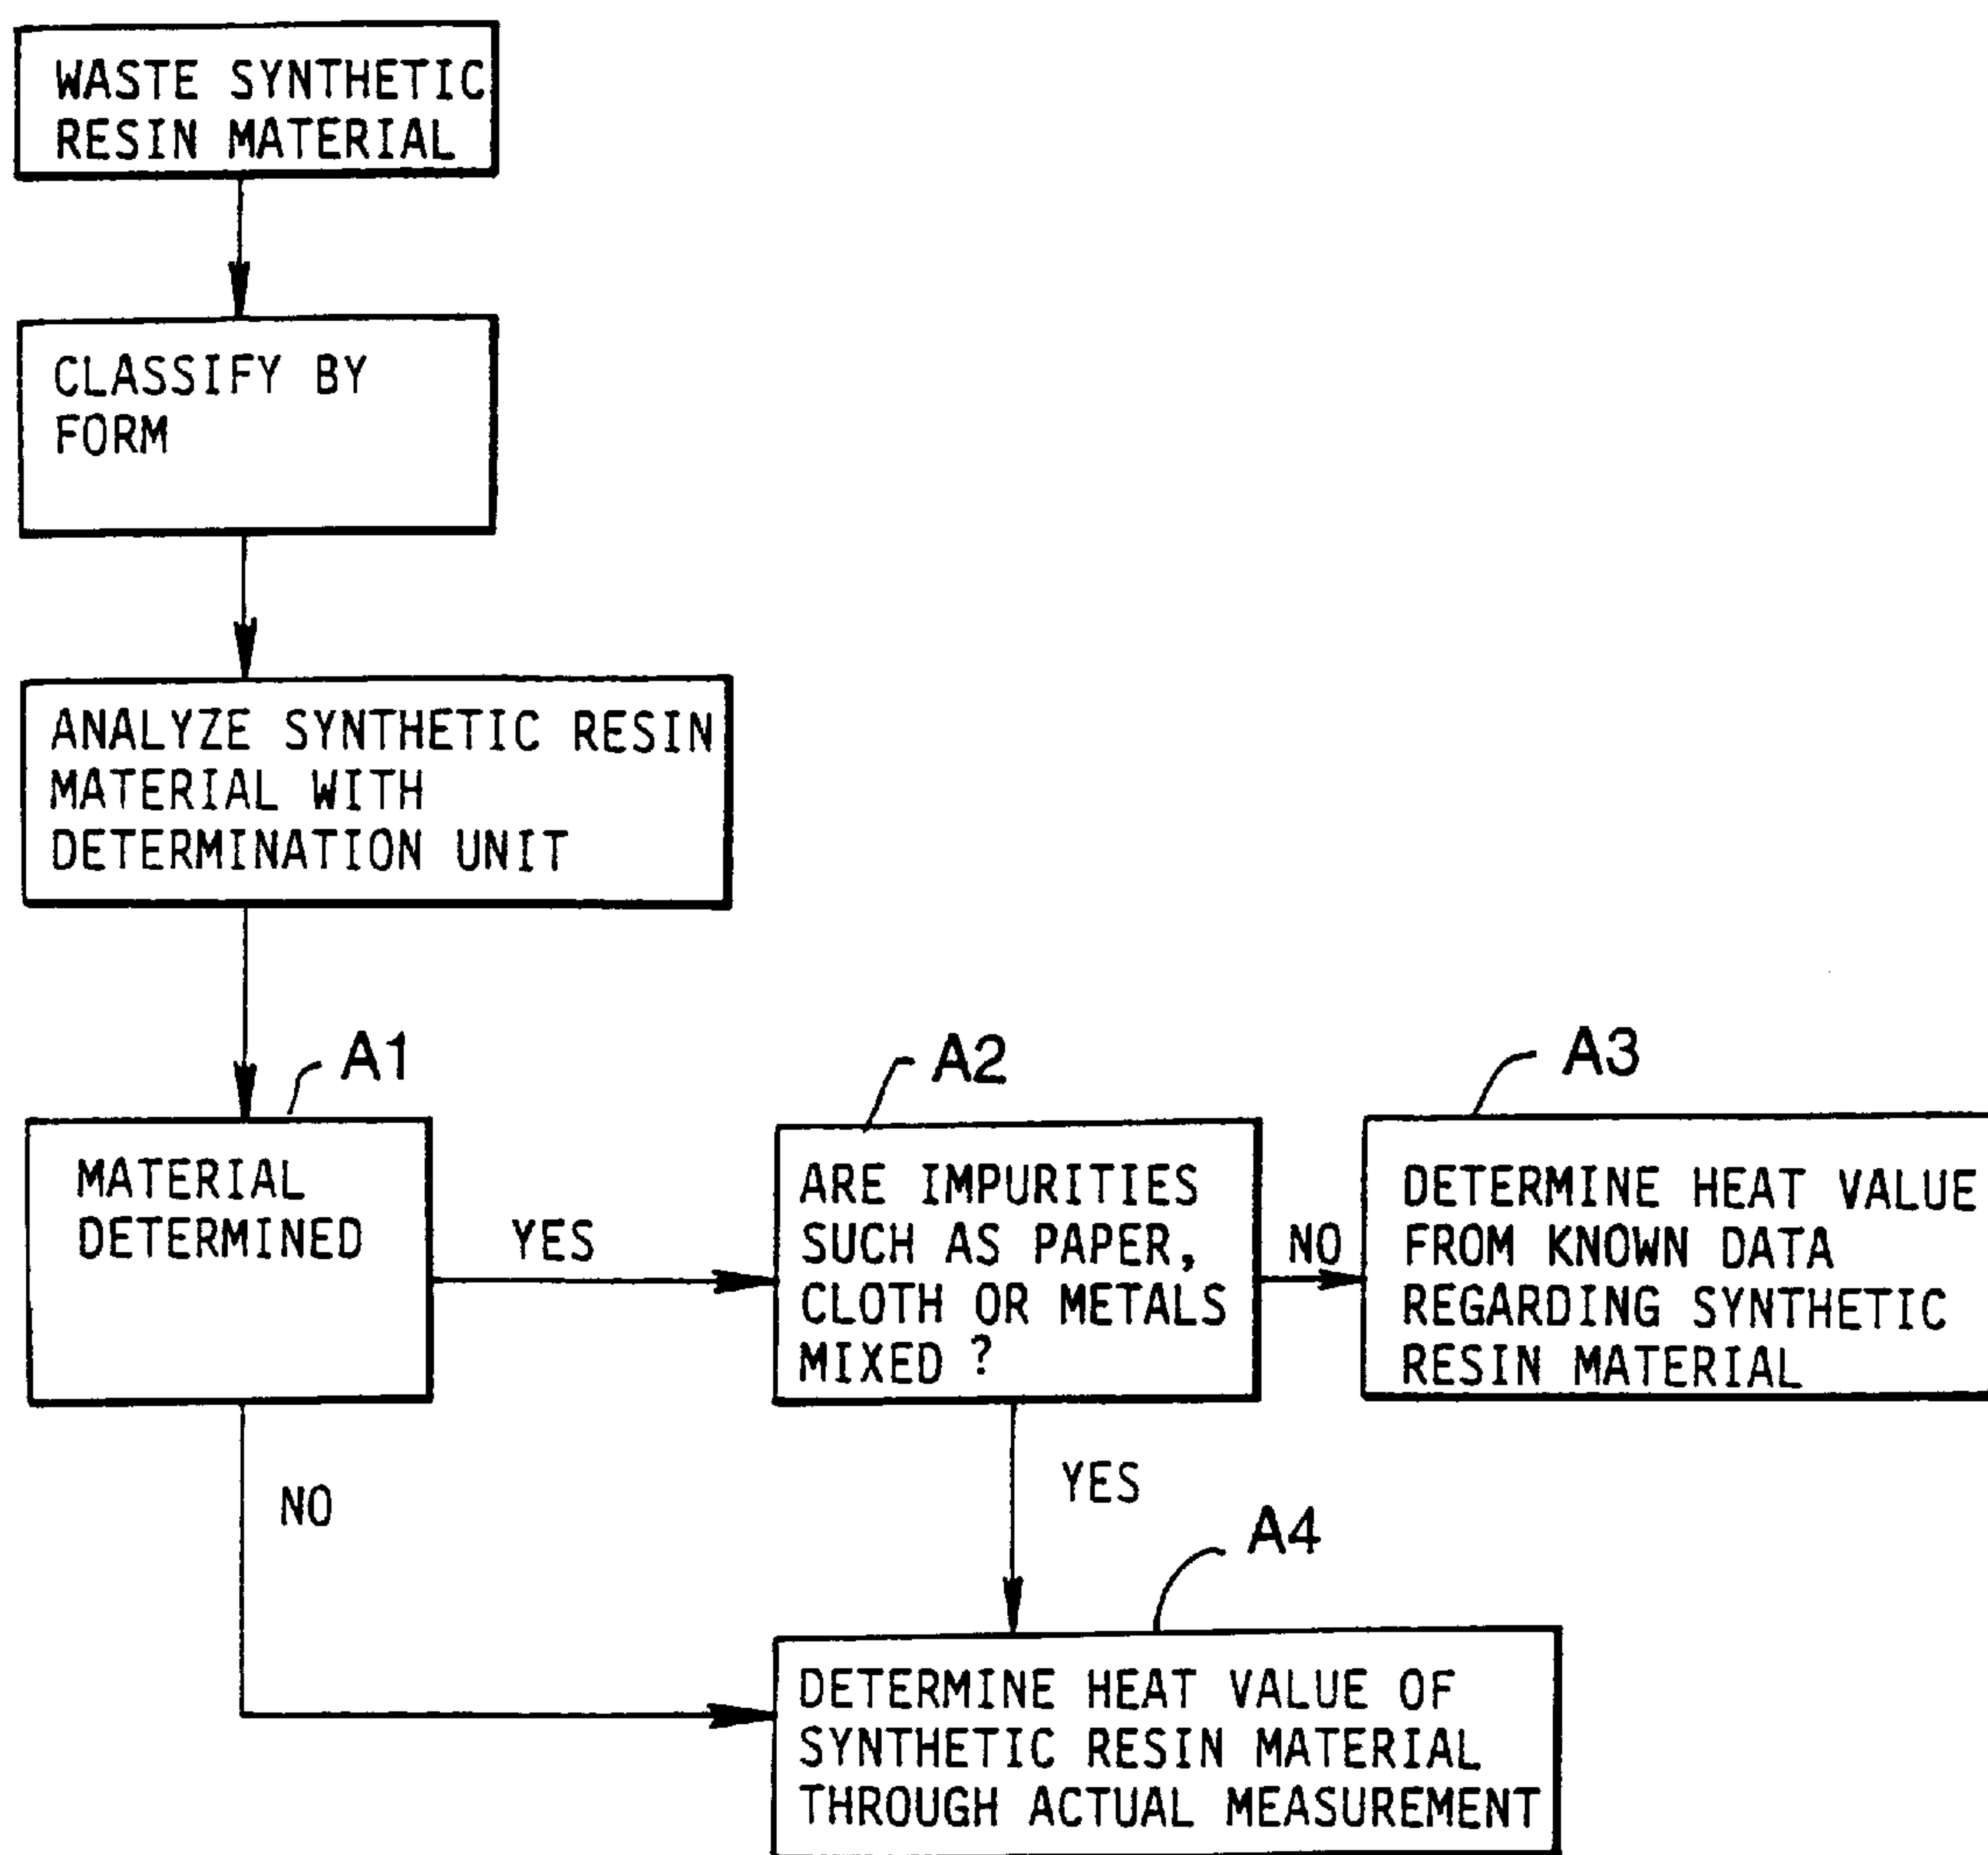 WASTE SYNTHETIC
RESIN MATERIAL
CLASSIFY BY
FORM
ANALYZE SYNTHETIC RESIN
MATERIAL WITH
DETERMINATION UNIT
A1
MATERIAL
DETERMINED
YES
NO
A2
ARE IMPURITIES
SUCH AS PAPER,
CLOTH OR METALS
MIXED ?
NO
YES
A3
DETERMINE HEAT VALUE
FROM KNOWN DATA
REGARDING SYNTHETIC
RESIN MATERIAL
A4
DETERMINE HEAT VALUE OF
SYNTHETIC RESIN MATERIAL
THROUGH ACTUAL MEASUREMENT